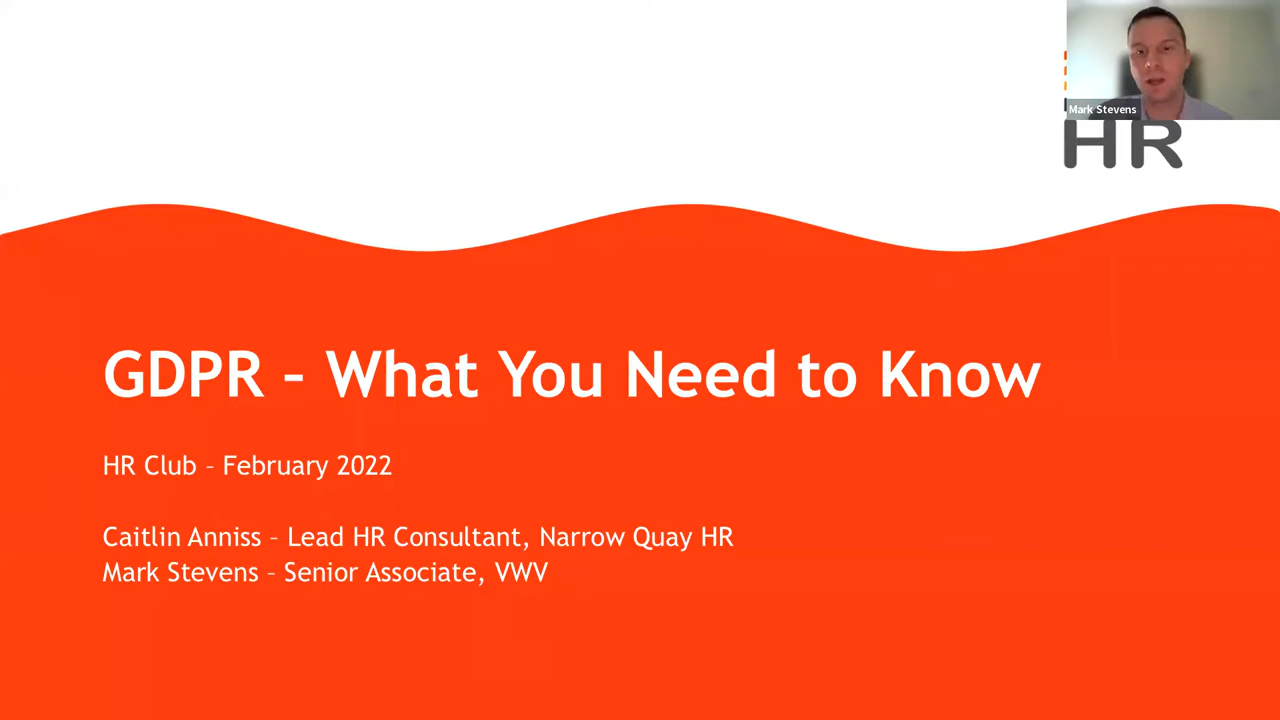 Mark Stevens
HR
GDPR – What You Need to Know
HR Club – February 2022
Caitlin Anniss – Lead HR Consultant, Narrow Quay HR
Mark Stevens – Senior Associate, VWV